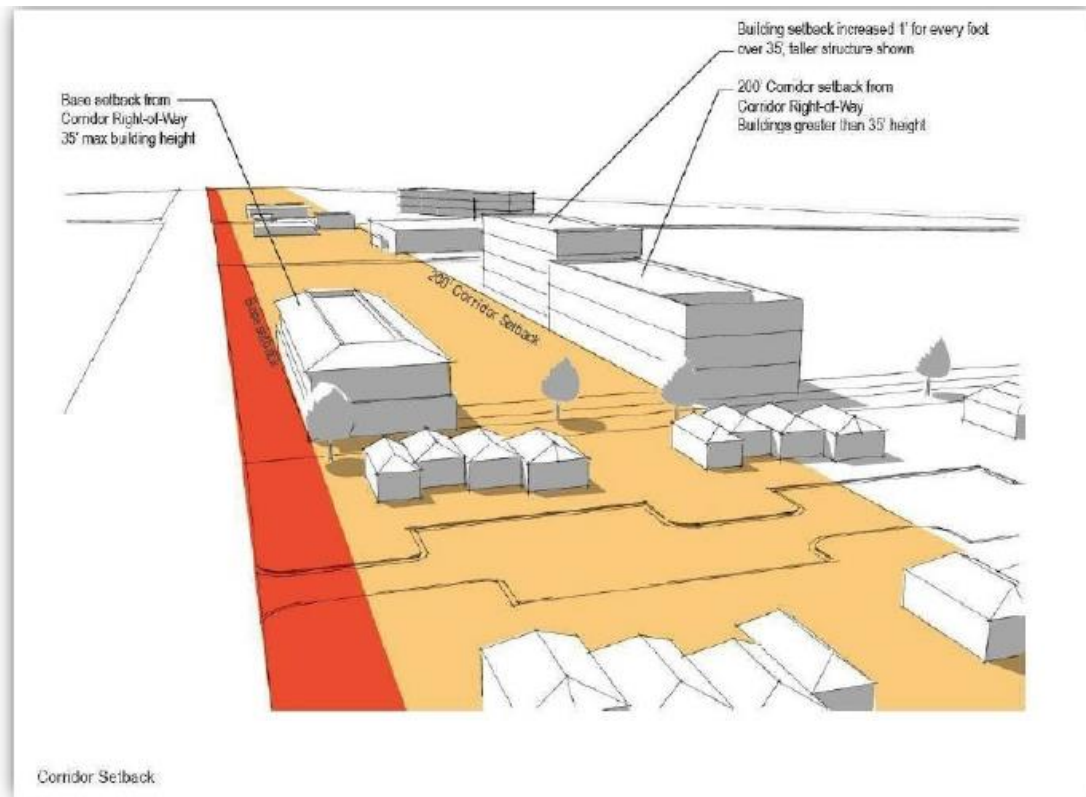 Building setback increased 1' for every foot
over 35', taller structure shown
Base setback from
Corridor Right-of-Way
35' max building height
200' Corridor setback from
Corridor Right-of-Way
Buildings greater than 35' height
200' Corridor Setback
Base setback
Corridor Setback